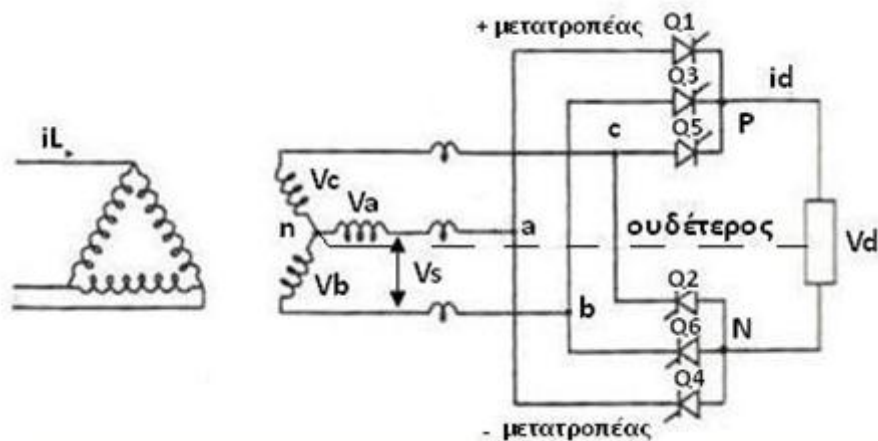 + μετατροπέας
Q1
Q3
id
iL
c
Q5
P
Vc
Va
n
a
ουδέτερος
Vd
Vb
Vs
Q2
b
Q6
N
Q4
- μετατροπέας